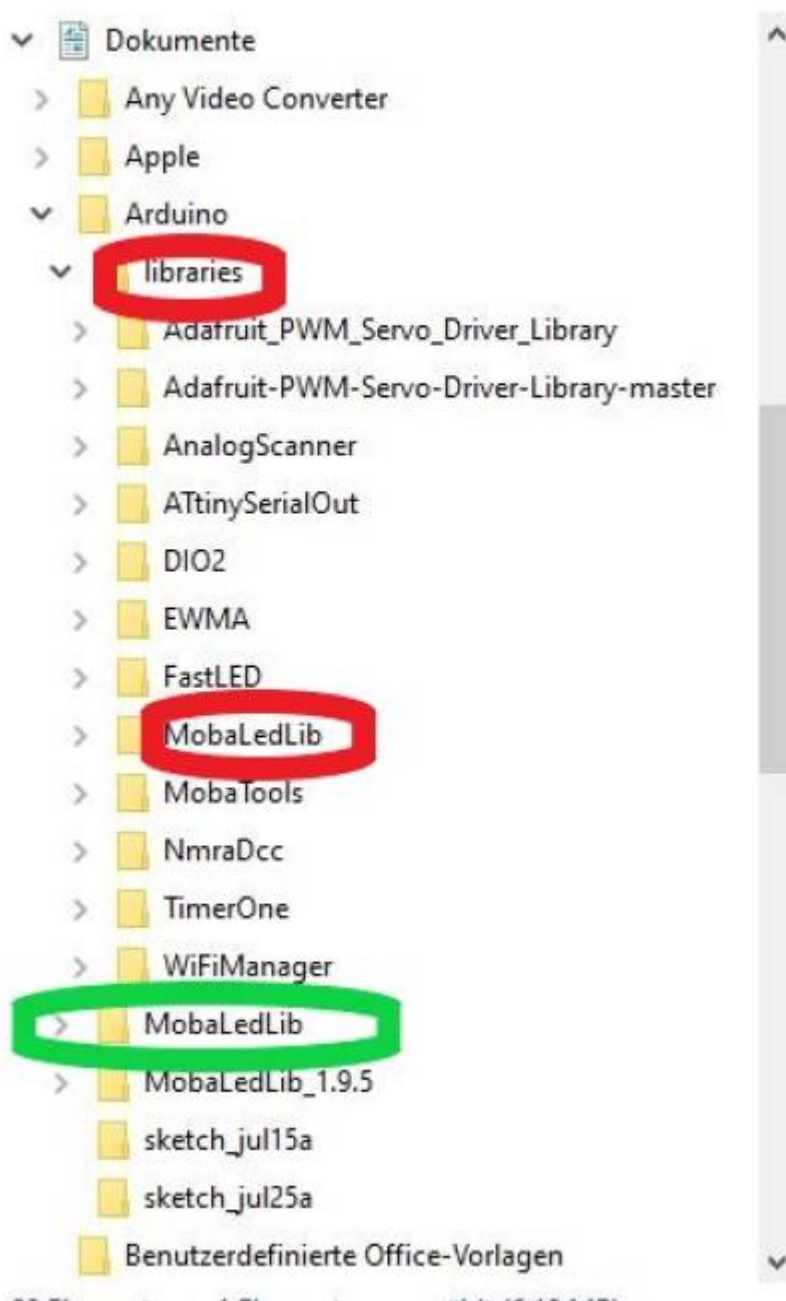 Dokumente
Any Video Converter
Apple
Arduino
libraries
Adafruit_PWM_Servo_Driver_Library
Adafruit-PWM-Servo-Driver-Library-master
AnalogScanner
ATtinySerialOut
DIO2
EWMA
FastLED
MobaLedLib
MobaTools
NmraDcc
TimerOne
WiFiManager
MobaLedLib
MobaLedLib_1.9.5
sketch_jul15a
sketch_jul25a
Benutzerdefinierte Office-Vorlagen